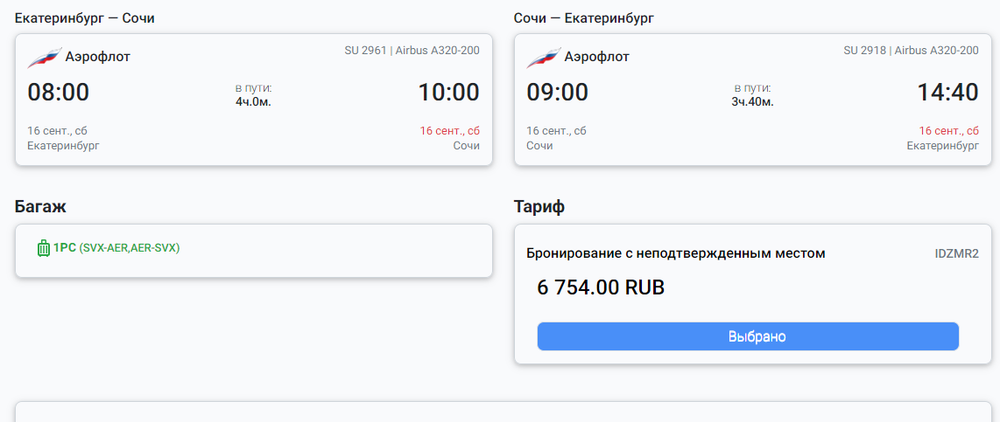 Екатеринбург — Сочи
Аэрофлот
SU 2961 | Airbus A320-200
08:00
в пути:
4ч.0м.
10:00
16 сент., сб
Екатеринбург
16 сент., сб
Сочи
Сочи — Екатеринбург
Аэрофлот
SU 2918 | Airbus A320-200
09:00
в пути:
3ч.40м.
14:40
16 сент., сб
Сочи
16 сент., сб
Екатеринбург
Багаж
1PC (SVX-AER,AER-SVX)
Тариф
Бронирование с неподтвержденным местом
IDZMR2
6 754.00 RUB
Выбрано